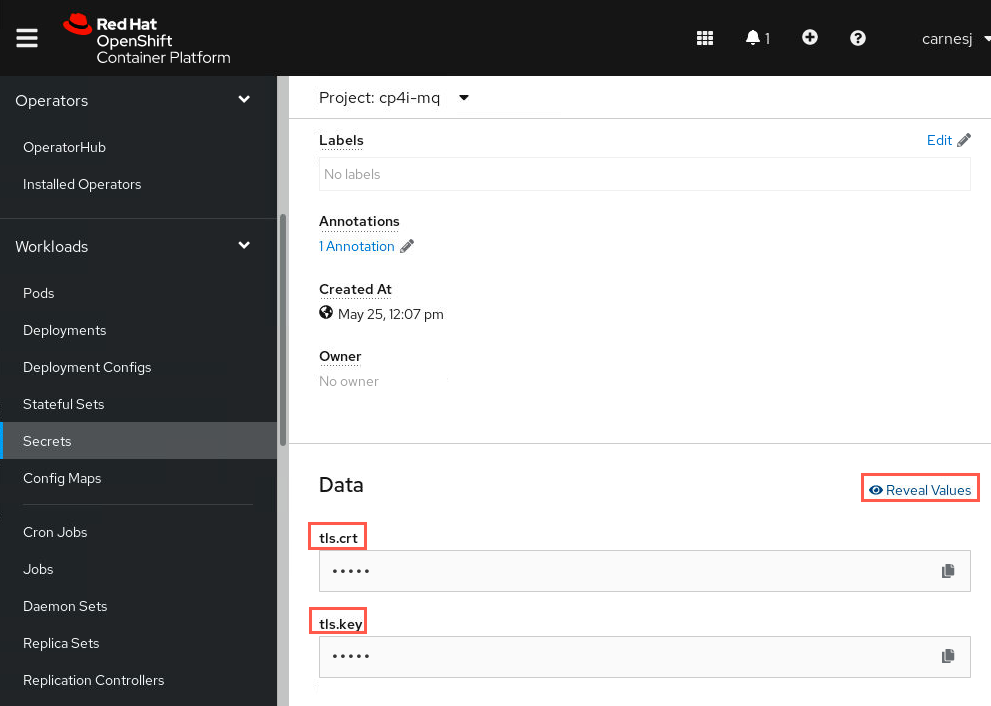 Red Hat
OpenShift
Container Platform
1
carnesj
Operators
OperatorHub
Installed Operators
Workloads
Pods
Deployments
Deployment Configs
Stateful Sets
Secrets
Config Maps
Cron Jobs
Jobs
Daemon Sets
Replica Sets
Replication Controllers
Project: cp4i-mq
Labels
Edit
No labels
Annotations
1 Annotation
Created At
May 25, 12:07 pm
Owner
No owner
Data
Reveal Values
tls.crt
•••••
tls.key
•••••